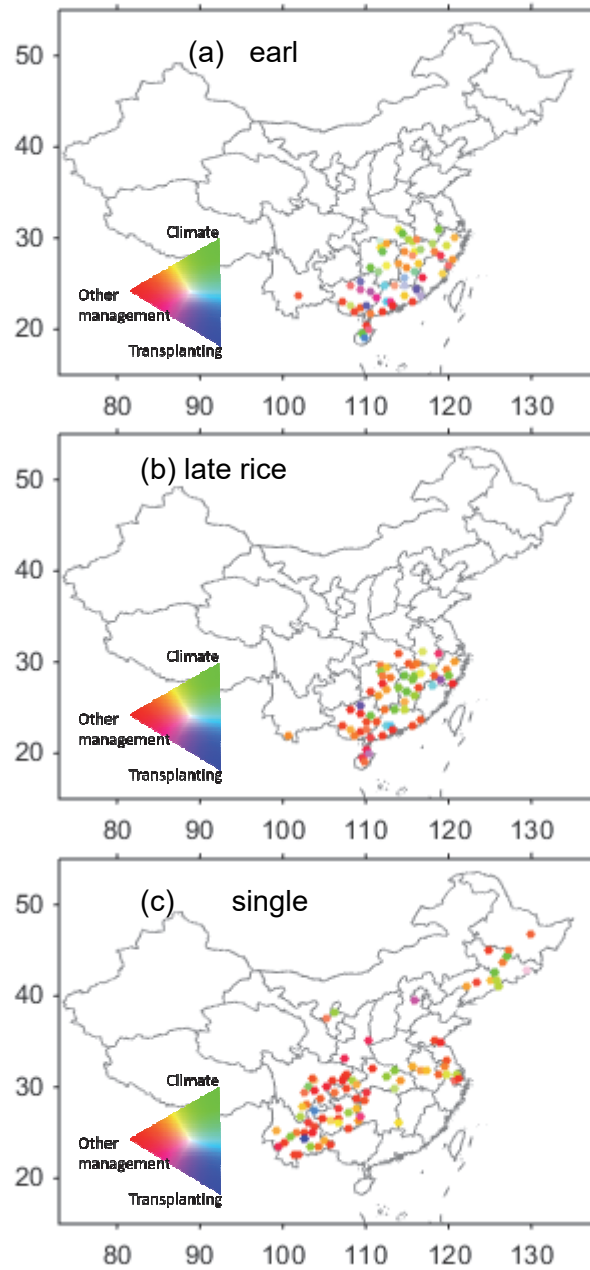 (a) earl
50
40
30
20
Climate
Other
management
Transplanting
80 90 100 110 120 130
(b) late rice
50
40
30
20
Climate
Other
management
Transplanting
80 90 100 110 120 130
(c) single
50
40
30
20
Climate
Other
management
Transplanting
80 90 100 110 120 130